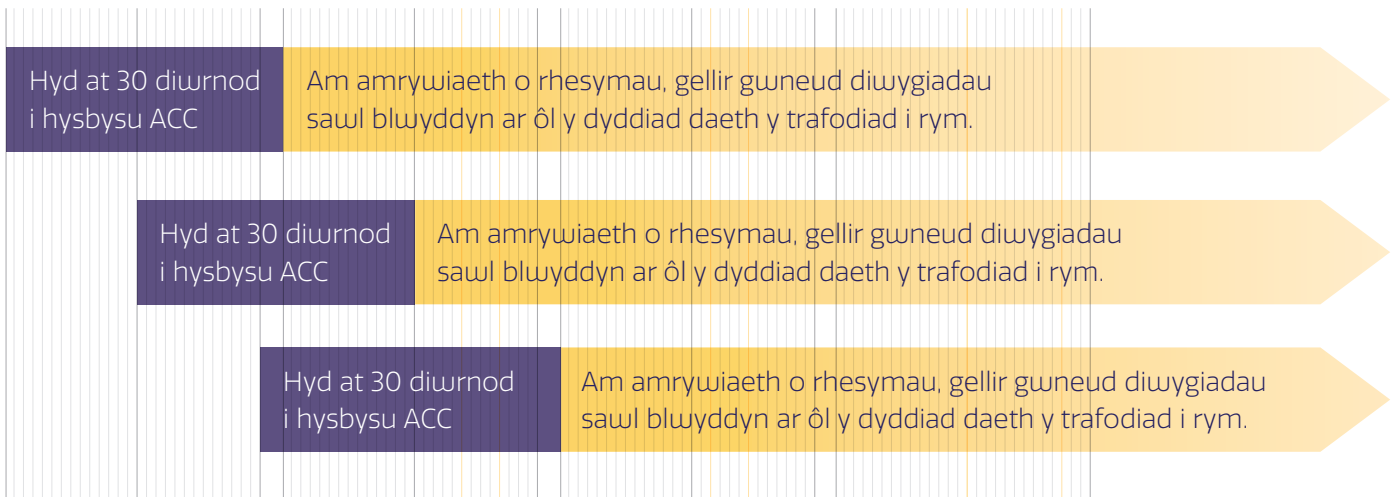 Hyd at 30 diwrnod
i hysbysu ACC
Am amrywiaeth o rhesymau, gellir gwneud diwygiadau
sawl blwyddyn ar ôl y dyddiad daeth y trafodiad i rym.
Hyd at 30 diwrnod
i hysbysu ACC
Am amrywiaeth o rhesymau, gellir gwneud diwygiadau
sawl blwyddyn ar ôl y dyddiad daeth y trafodiad i rym.
Hyd at 30 diwrnod
i hysbysu ACC
Am amrywiaeth o rhesymau, gellir gwneud diwygiadau
sawl blwyddyn ar ôl y dyddiad daeth y trafodiad i rym.